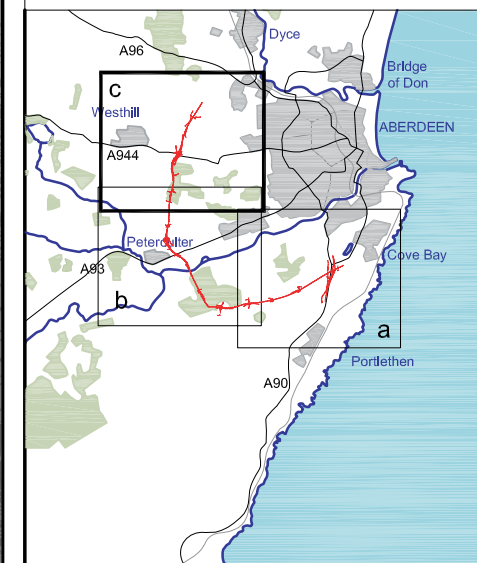 Dyce
A96
Bridge
of Don
c
Westhill
ABERDEEN
A944
Peterculter
Cove Bay
A93
b
a
Portlethen
A90